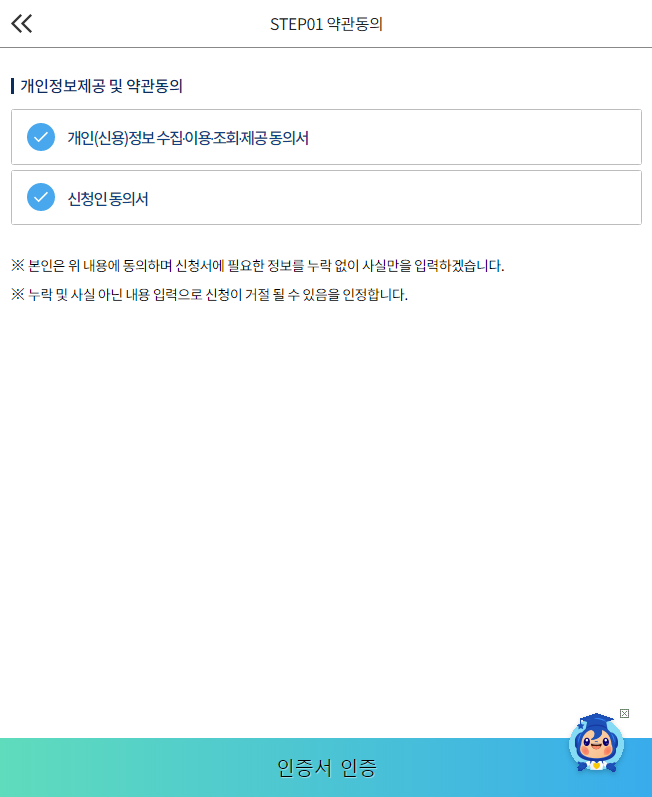 STEP01 약관동의
개인정보제공 및 약관동의
개인(신용)정보 수집·이용·조회·제공 동의서
신청인 동의서
※ 본인은 위 내용에 동의하며 신청서에 필요한 정보를 누락 없이 사실만을 입력하겠습니다.
※ 누락 및 사실 아닌 내용 입력으로 신청이 거절 될 수 있음을 인정합니다.
인증서 인증